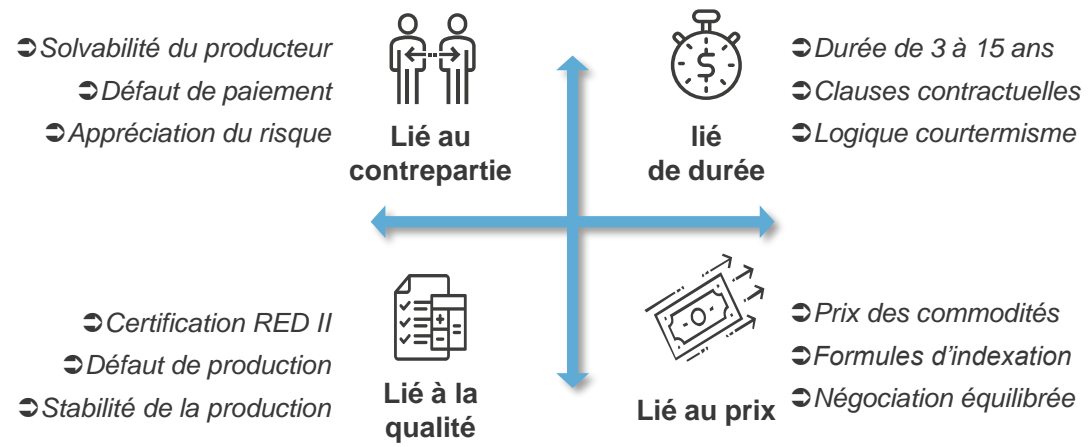 ➲Solvabilité du producteur
➲Défaut de paiement
➲Appréciation du risque
Lié au
contrepartie
$
lié
de durée
➲Durée de 3 à 15 ans
➲Clauses contractuelles
➲Logique courtermisme
➲Certification RED II
➲Défaut de production
➲Stabilité de la production
Lié à la
qualité
Lié au prix
➲Prix des commodités
➲Formules d’indexation
➲Négociation équilibrée